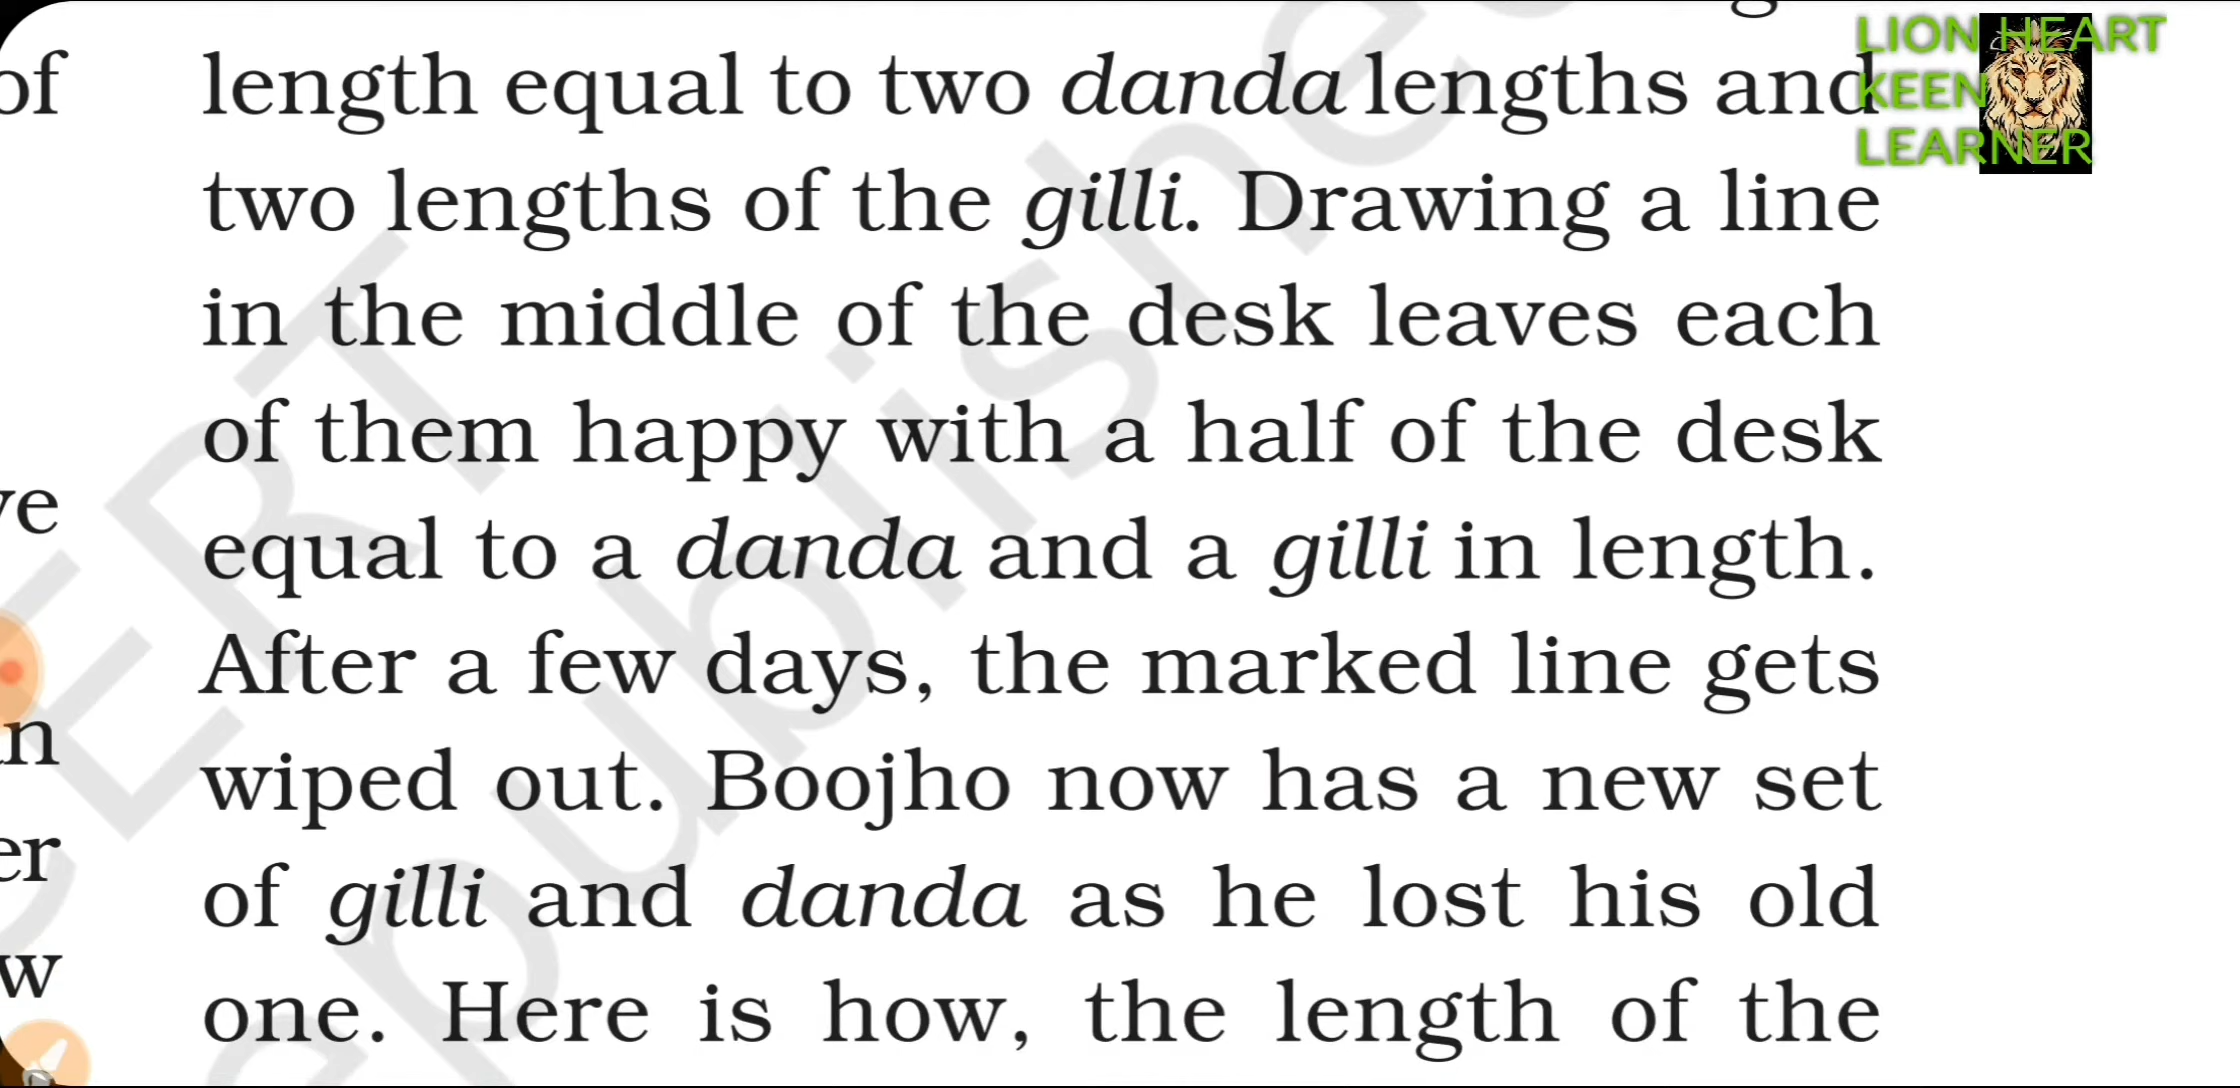 of
ve
er
w
length equal to two danda lengths and
two lengths of the gilli. Drawing a line
in the middle of the desk leaves each
of them happy with a half of the desk
equal to a danda and a gilli in length.
After a few days, the marked line gets
wiped out. Boojho now has a new set
of gilli and danda as he lost his old
one. Here is how, the length of the
LION HEART
KEEN
LEARNER